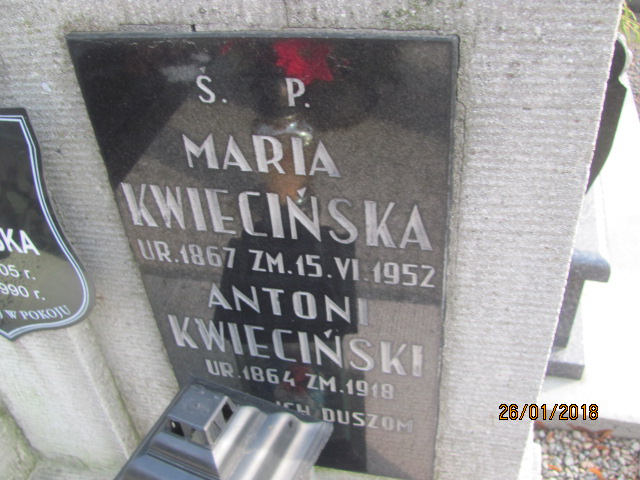 Ś. P.
MARIA
KWIECIŃSKA
UR.1867 ZM.15.VI.1952
ANTONI
KWIECIŃSKI
UR.1864 ZM.1918
ICH DUSZOM
SKA
05 r.
990 r.
W POKOJU
26/01/2018